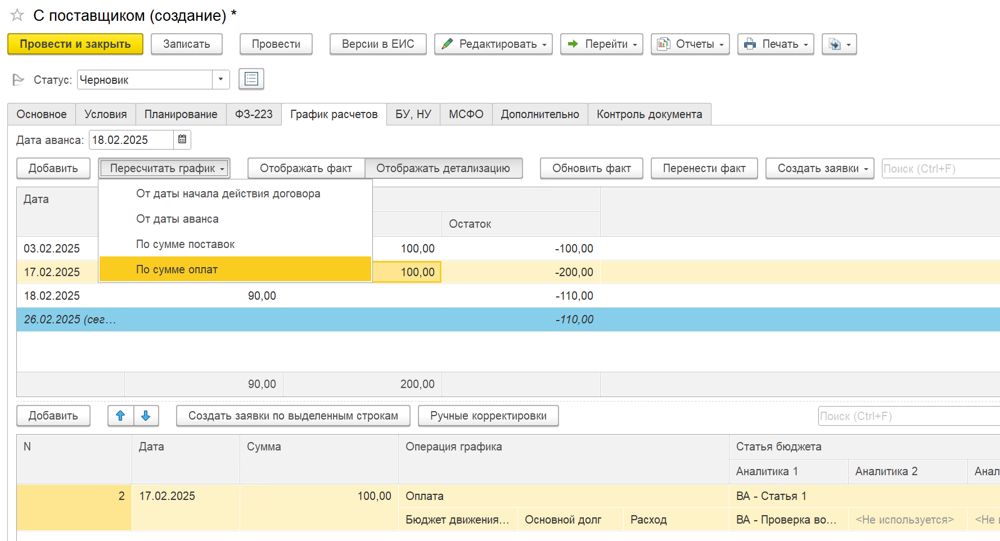 С поставщиком (создание) *
Провести и закрыть Записать Провести Версии в ЕИС Редактировать Перейти Отчеты Печать
Статус: Черновик
Основное Условия Планирование ФЗ-223 График расчетов БУ, НУ МСФО Дополнительно Контроль документа
Дата аванса: 18.02.2025
Добавить Пересчитать график Отображать факт Отображать детализацию Обновить факт Перенести факт Создать заявки Поиск (Ctrl+F)
От даты начала действия договора
Дата
От даты аванса
Остаток
По сумме поставок
03.02.2025 100,00 -100,00
По сумме оплат
17.02.2025 100,00 -200,00
18.02.2025 90,00 -110,00
26.02.2025 (сег... -110,00
90,00 200,00
Добавить Создать заявки по выделенным строкам Ручные корректировки Поиск (Ctrl+F)
N Дата Сумма Операция графика Статья бюджета
Аналитика 1 Аналитика 2 Анал
2 17.02.2025 100,00 Оплата ВА - Статья 1
Бюджет движения... Основной долг Расход ВА - Проверка во... <Не используется> <Не